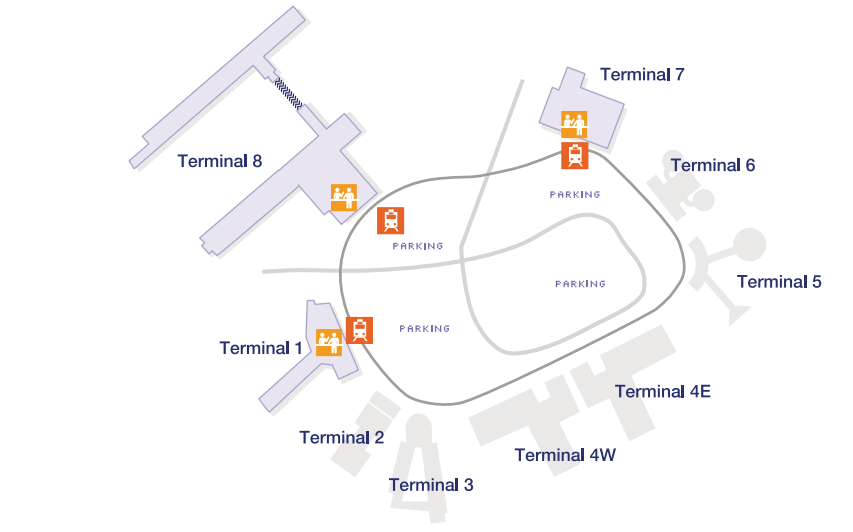 Terminal 7
Terminal 8
Terminal 6
PARKING
PARKING
Terminal 5
PARKING
PARKING
Terminal 1
Terminal 4E
Terminal 2
Terminal 4W
Terminal 3